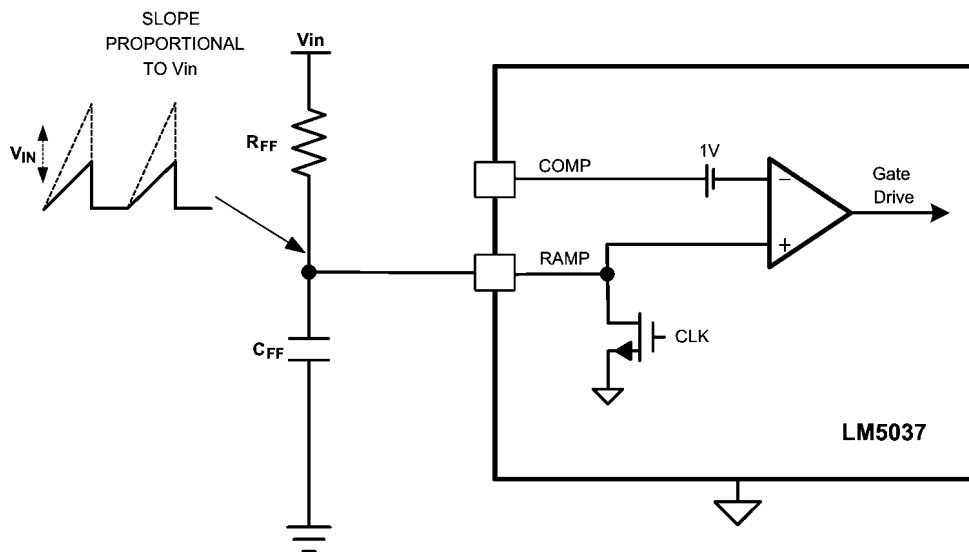 SLOPE
PROPORTIONAL
TO Vin
Vin
VIN
RFF
COMP
1V
Gate
Drive
RAMP
CFF
CLK
LM5037